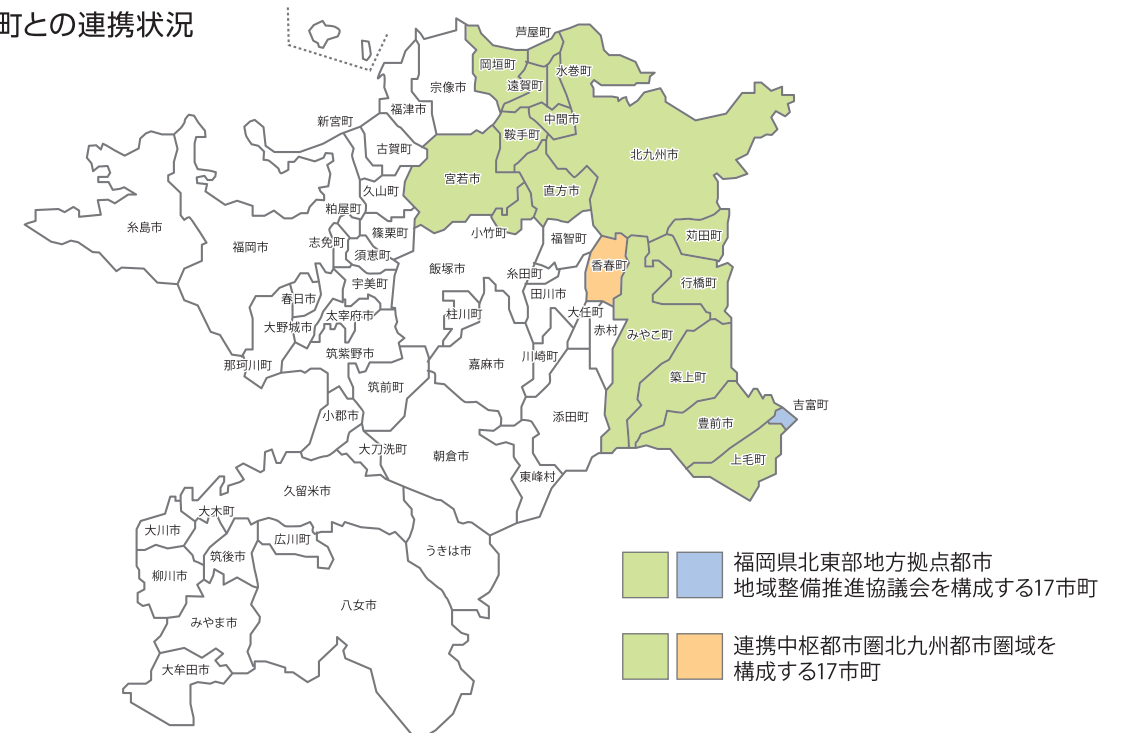 町との連携状況
芦屋町
岡垣町
水巻町
遠賀町
宗像市
福津市
中間市
新宮町
鞍手町
古賀町
北九州市
宮若市
直方市
久山町
粕屋町
糸島市
小竹町
篠栗町
苅田町
福岡市
志免町
福智町
須恵町
香春町
飯塚市
糸田町
宇美町
行橋町
春日市
田川市
桂川町
大任町
太宰府市
大野城市
赤村
みやこ町
筑紫野市
川崎町
嘉麻市
那珂川町
築上町
筑前町
吉富町
小郡市
添田町
豊前市
大刀洗町
朝倉市
上毛町
東峰村
久留米市
大木町
大川市
広川町
うきは市
筑後市
柳川市
八女市
みやま市
大牟田市
福岡県北東部地方拠点都市
地域整備推進協議会を構成する17市町
連携中枢都市圏北九州都市圏域を
構成する17市町